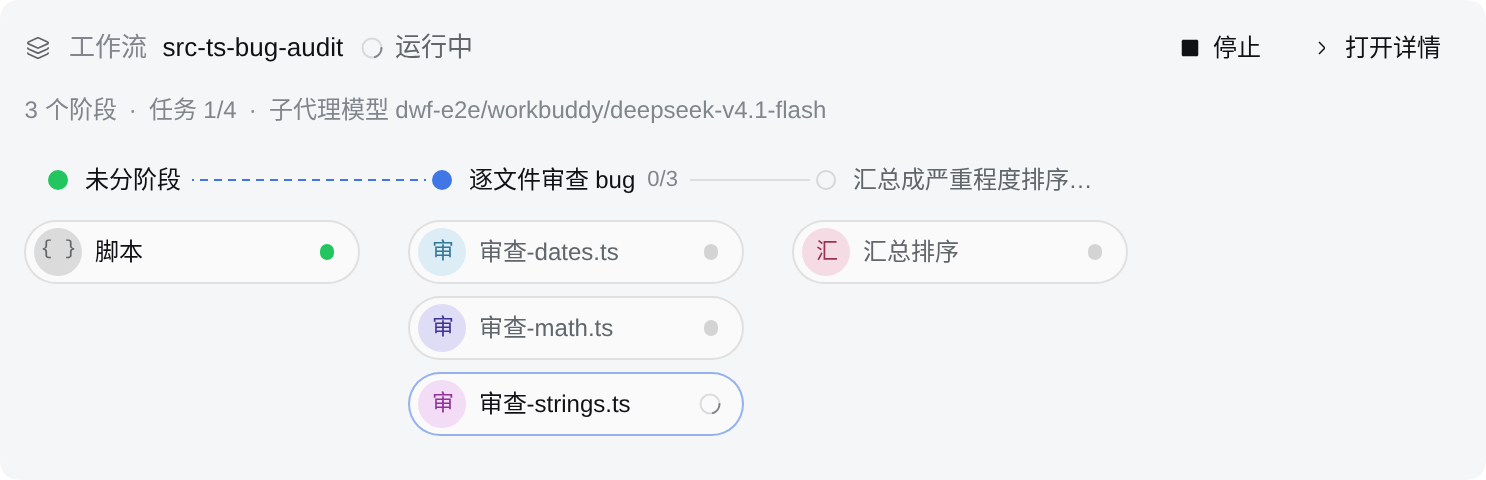 工作流 src-ts-bug-audit 运行中 停止 打开详情
3 个阶段 · 任务 1/4 · 子代理模型 dwf-e2e/workbuddy/deepseek-v4.1-flash
未分阶段 逐文件审查 bug 0/3 汇总成严重程度排序…
{ } 脚本 审 审查-dates.ts 汇 汇总排序
审 审查-math.ts
审 审查-strings.ts